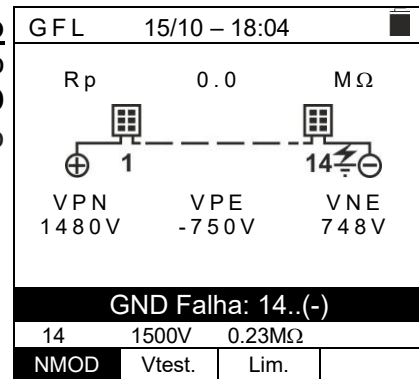 GFL 15/10 – 18:04
Rp 0.0 MΩ
1 14
VPN VPE VNE
1480V -750V 748V
GND Falha: 14..(-)
14 1500V 0.23MΩ
NMOD Vtest. Lim.